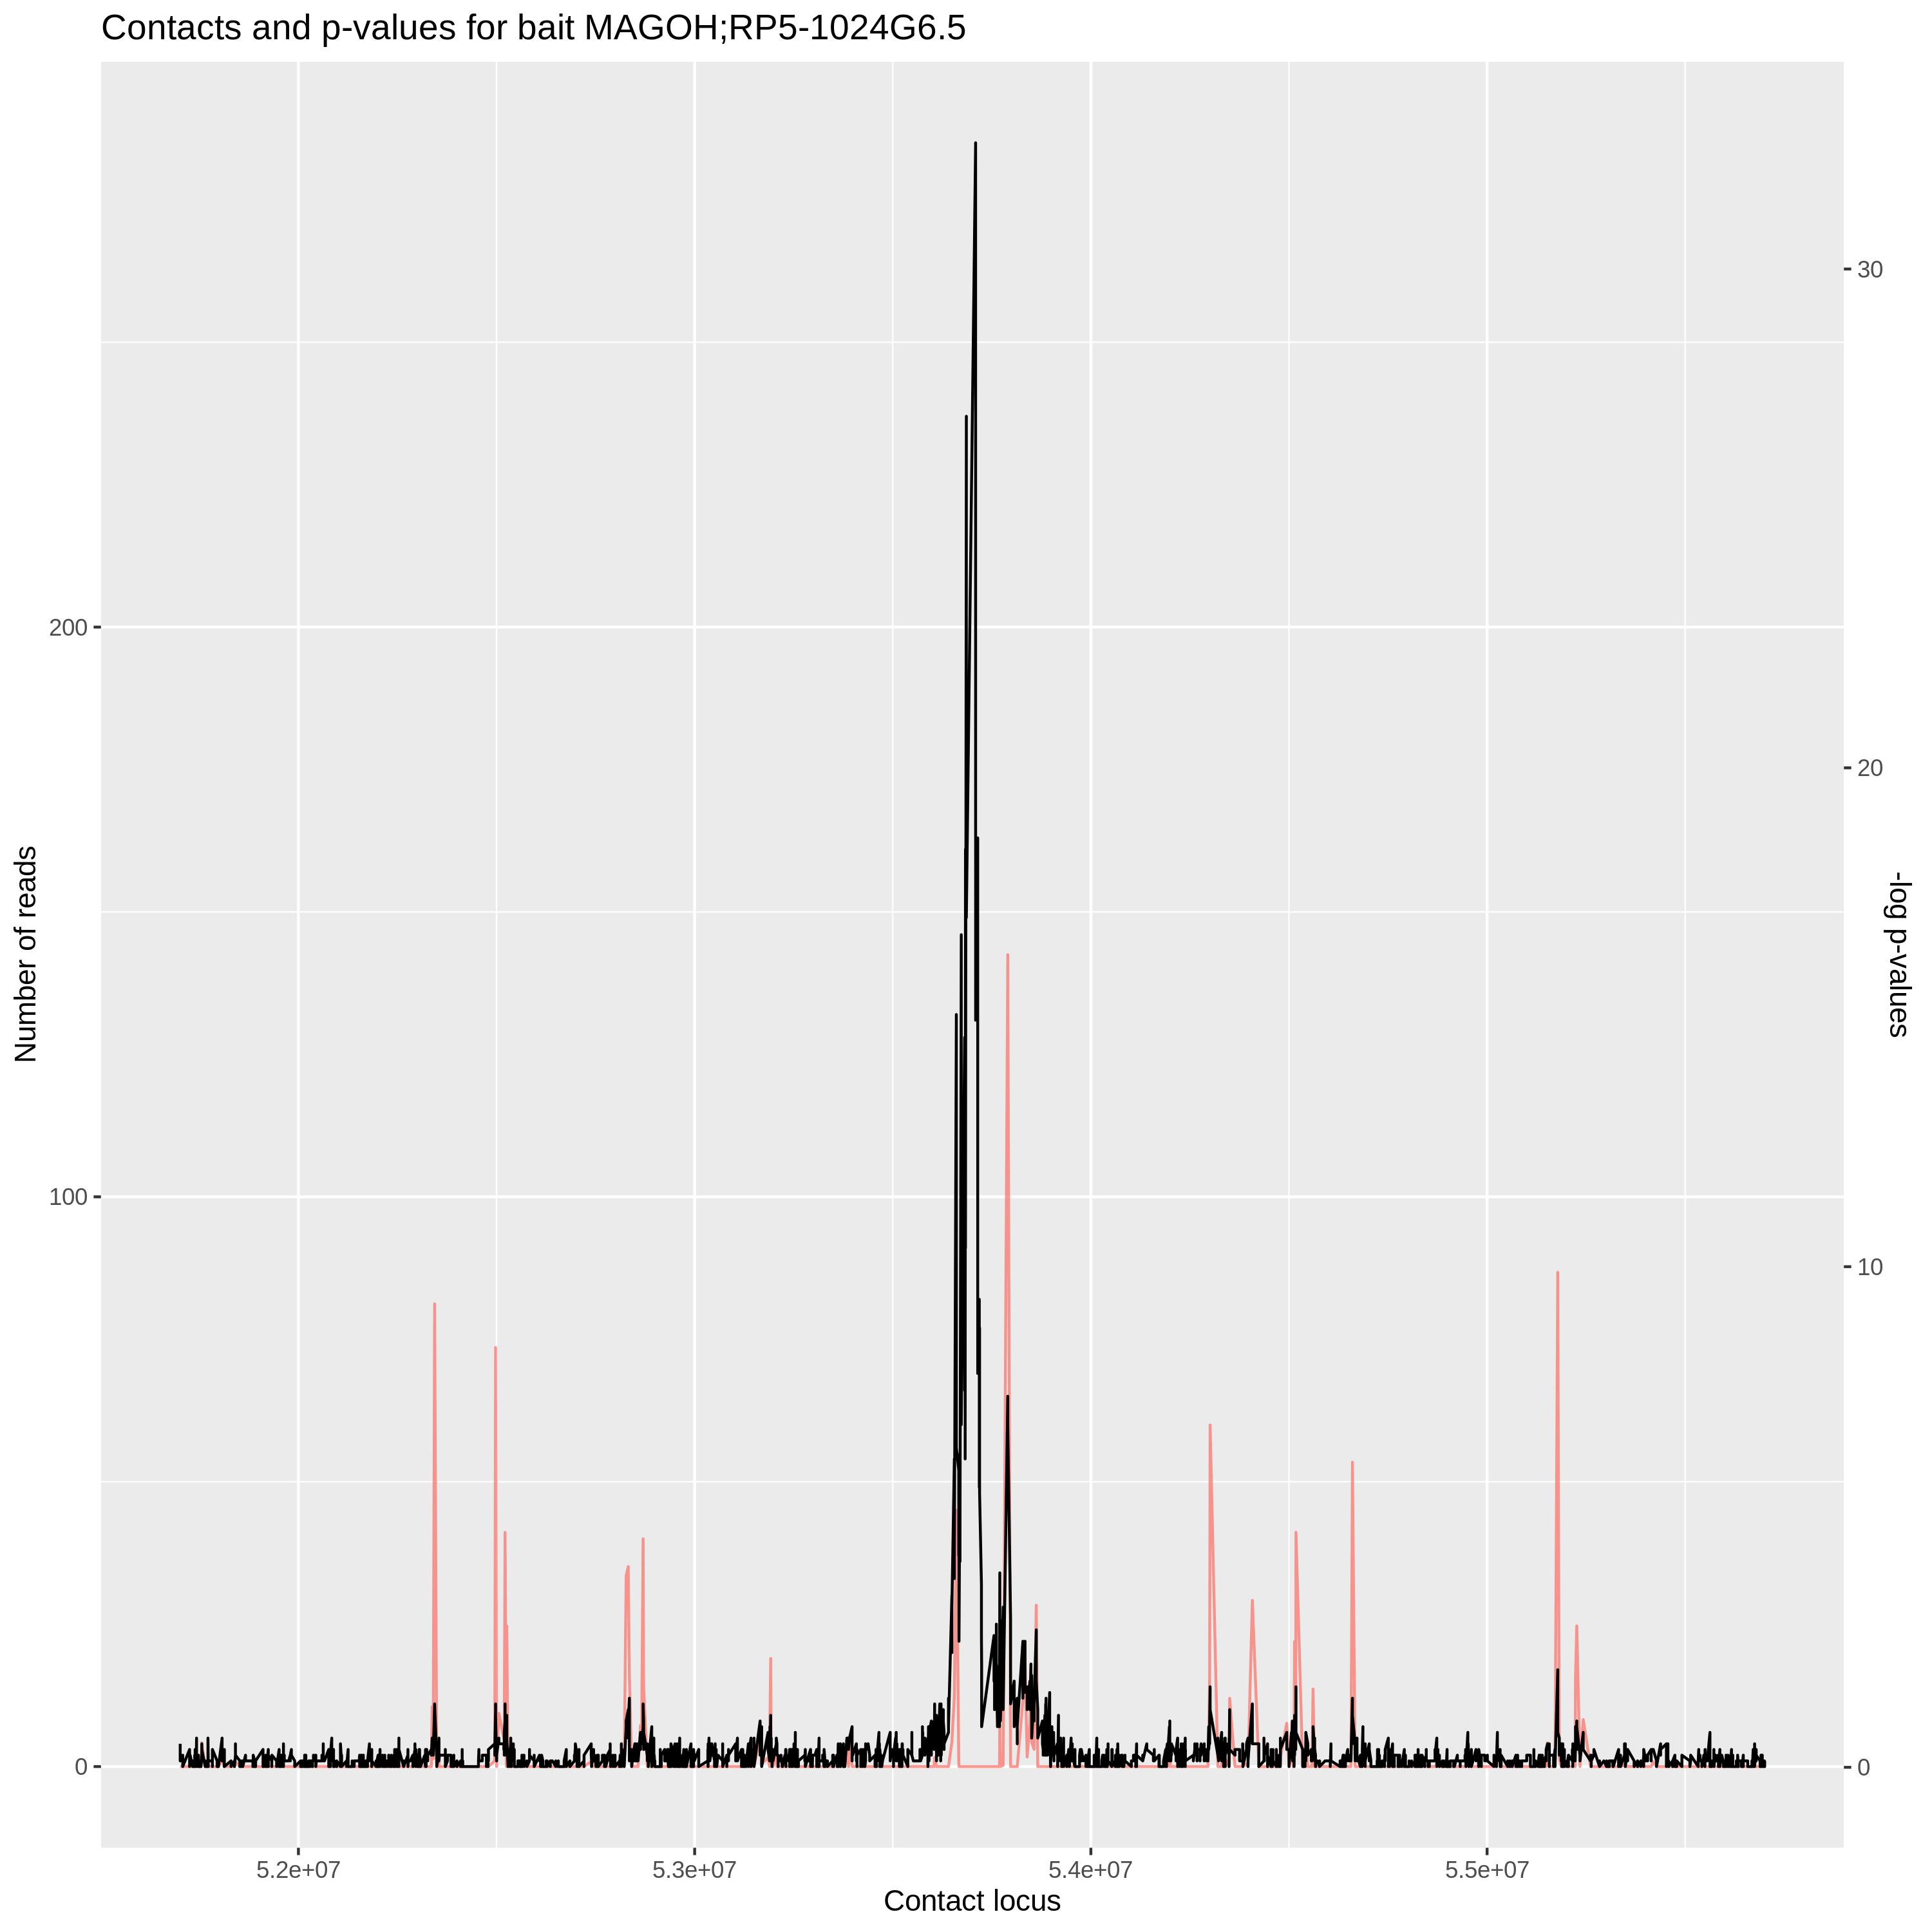 Contacts and p-values for bait MAGOH;RP5-1024G6.5
30
200
20
Number of reads
-log p-values
100
10
0
0
5.2e+07
5.3e+07
5.4e+07
5.5e+07
Contact locus